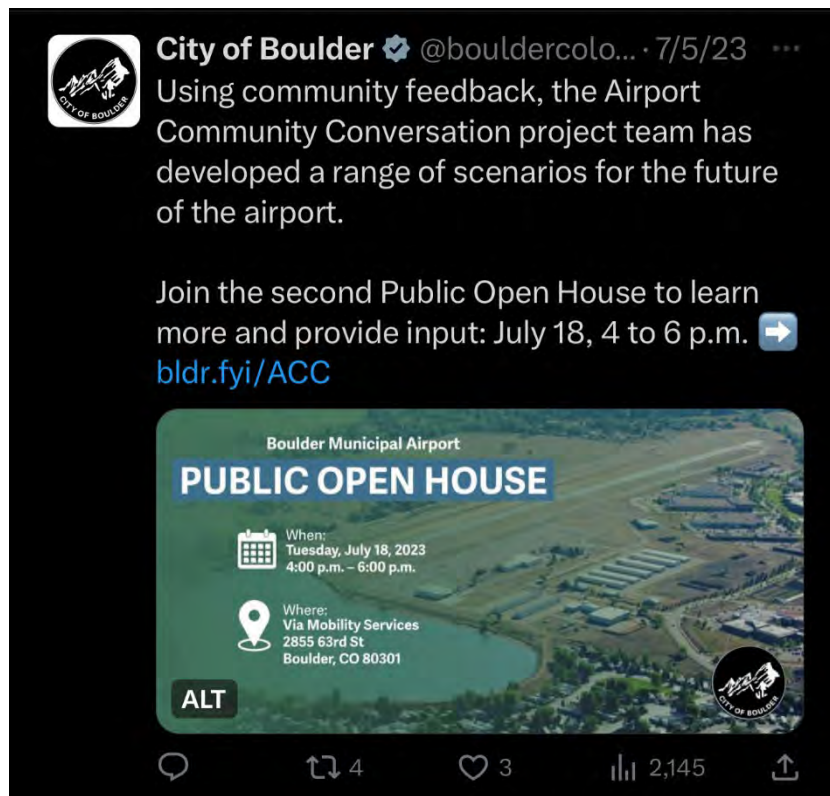 City of Boulder @bouldercolo... · 7/5/23
Using community feedback, the Airport
Community Conversation project team has
developed a range of scenarios for the future
of the airport.
Join the second Public Open House to learn
more and provide input: July 18, 4 to 6 p.m. ➡️
bldr.fyi/ACC
Boulder Municipal Airport
PUBLIC OPEN HOUSE
When:
Tuesday, July 18, 2023
4:00 p.m. – 6:00 p.m.
Where:
Via Mobility Services
2855 63rd St
Boulder, CO 80301
ALT
CITY OF BOULDER
4
3
2,145
CITY OF BOULDER